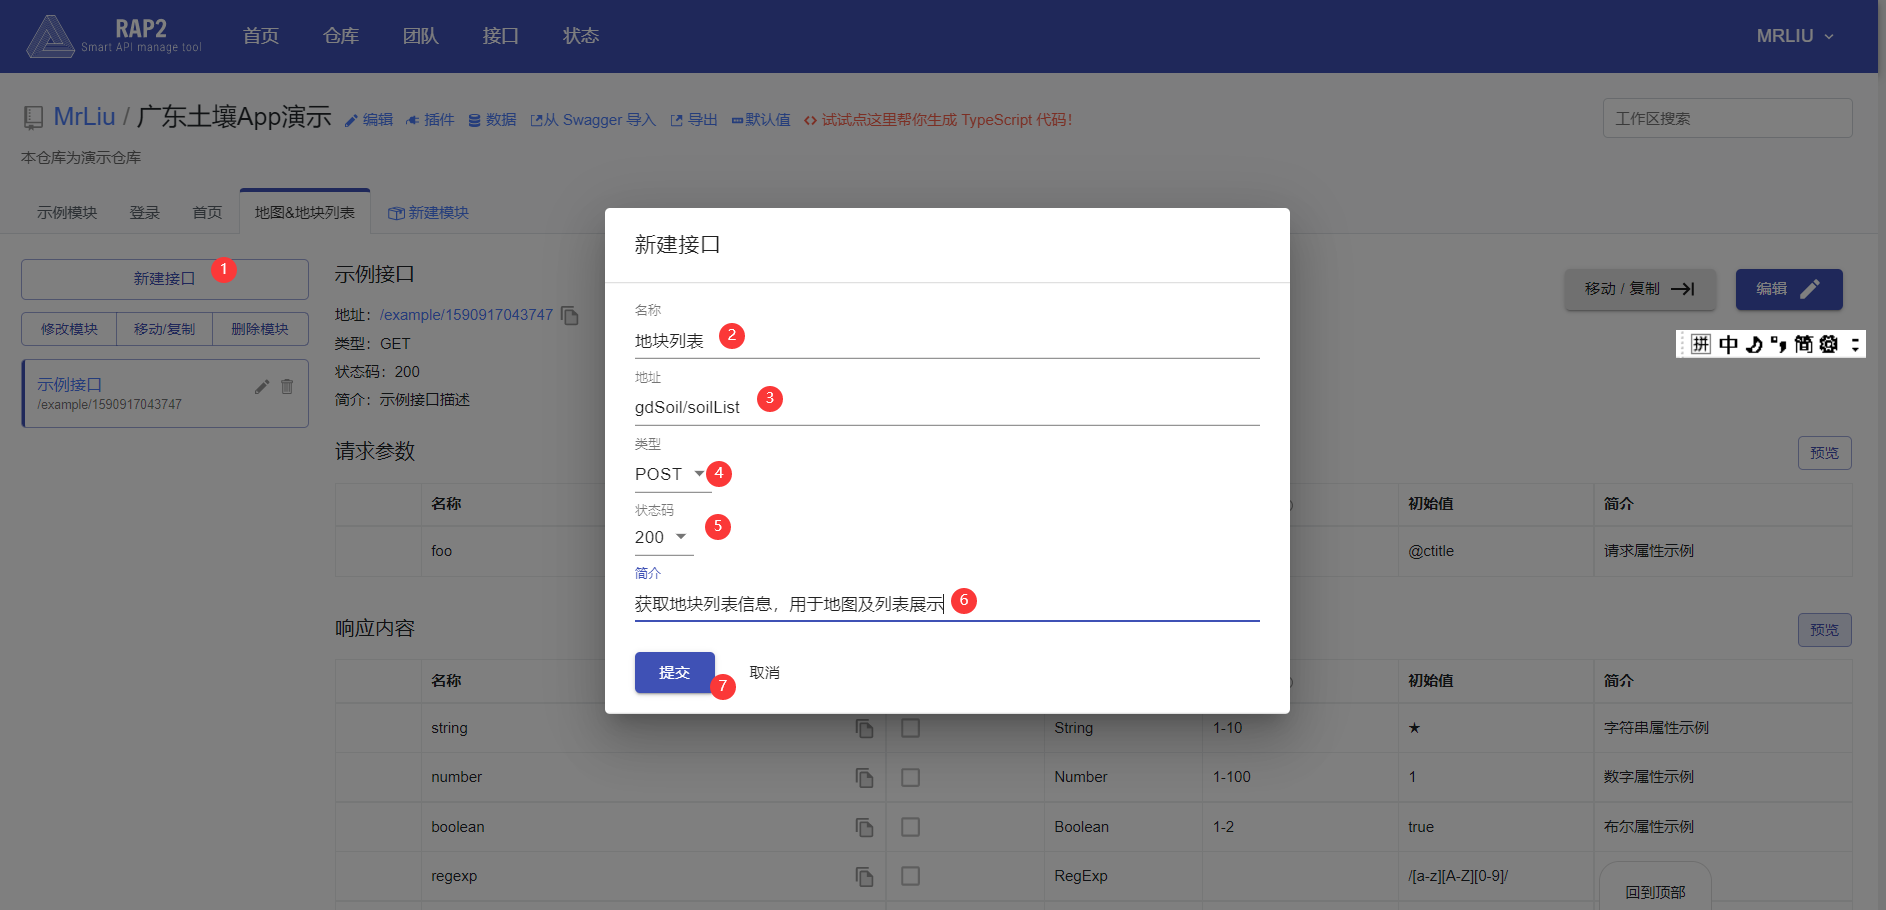 RAP2
Smart API manage tool
首页 仓库 团队 接口 状态
MRLIU
MrLiu / 广东土壤App演示 编辑 插件 数据 从 Swagger 导入 导出 默认值 试试点这里帮你生成 TypeScript 代码!
工作区搜索
本仓库为演示仓库
示例模块 登录 首页 地图&地块列表 新建模块
新建接口 1
修改模块 移动/复制 删除模块
示例接口
/example/1590917043747
示例接口
移动 / 复制 编辑
地址: /example/1590917043747
类型: GET
状态码: 200
简介: 示例接口描述
拼 中 简
请求参数
预览
名称 初始值 简介
foo @ctitle 请求属性示例
响应内容
预览
名称 初始值 简介
string String 1-10 ★ 字符串属性示例
number Number 1-100 1 数字属性示例
boolean Boolean 1-2 true 布尔属性示例
regexp RegExp /[a-z][A-Z][0-9]/
回到顶部
新建接口
名称
地块列表 2
地址
gdSoil/soilList 3
类型
POST 4
状态码
200 5
简介
获取地块列表信息，用于地图及列表展示 6
提交 7 取消